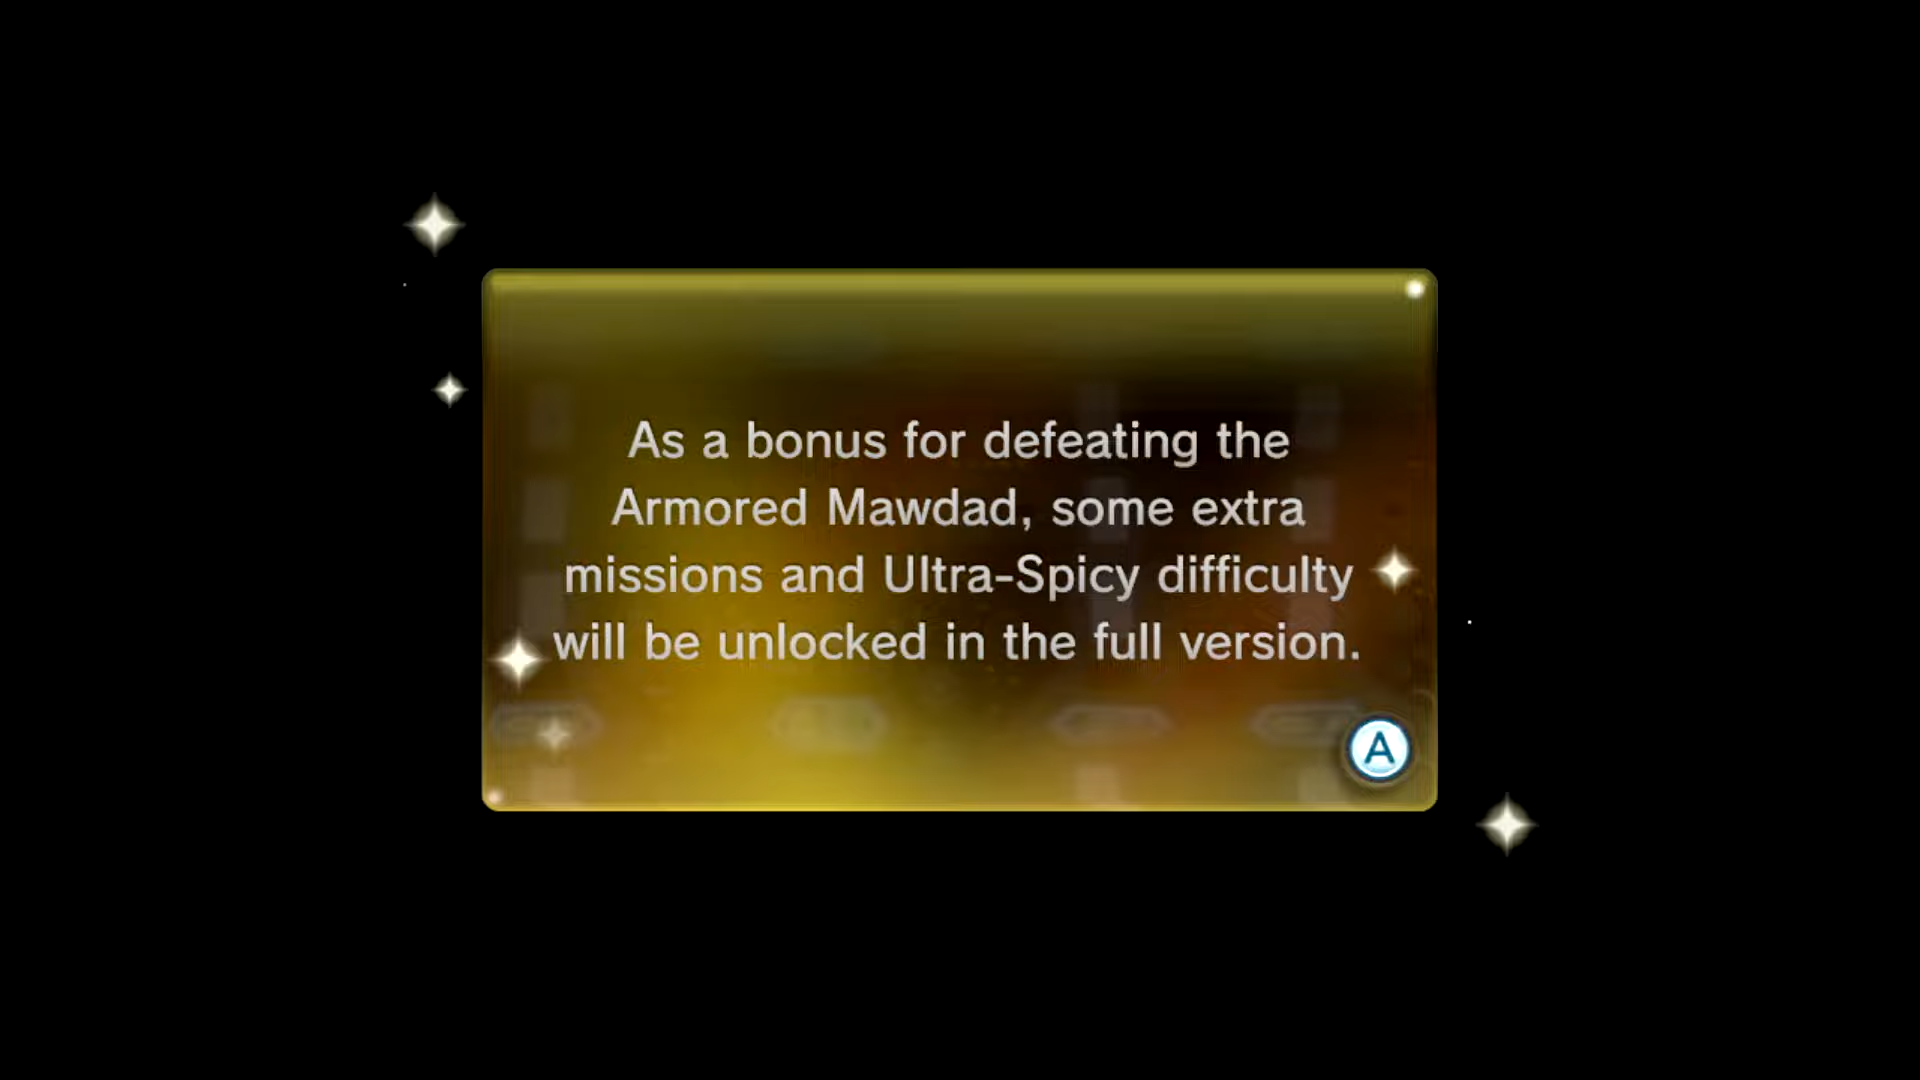 As a bonus for defeating the
Armored Mawdad, some extra
missions and Ultra-Spicy difficulty
will be unlocked in the full version.
A